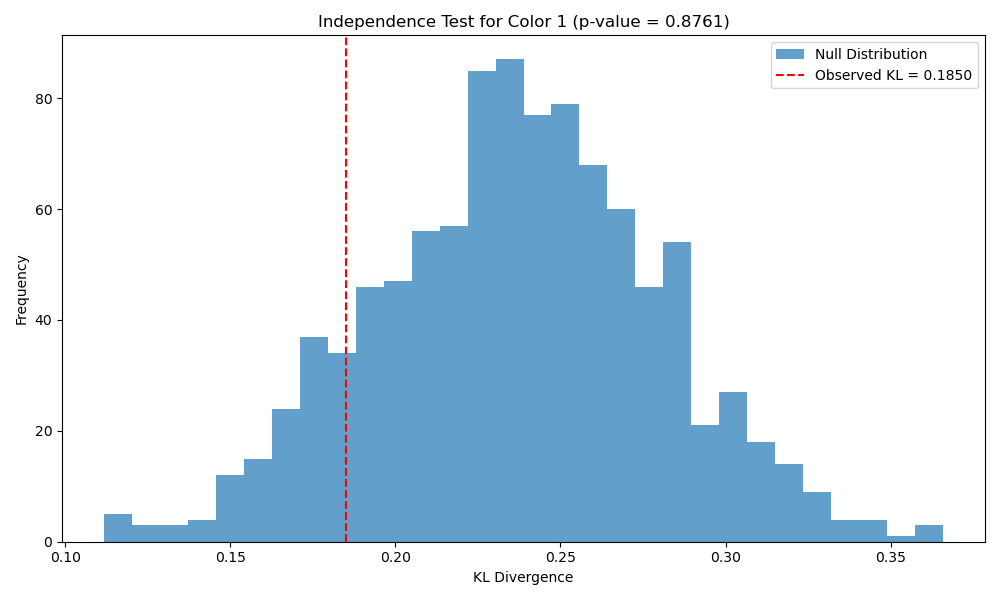 Independence Test for Color 1 (p-value = 0.8761)
Null Distribution
Observed KL = 0.1850
Frequency
80
60
40
20
0
0.10 0.15 0.20 0.25 0.30 0.35
KL Divergence